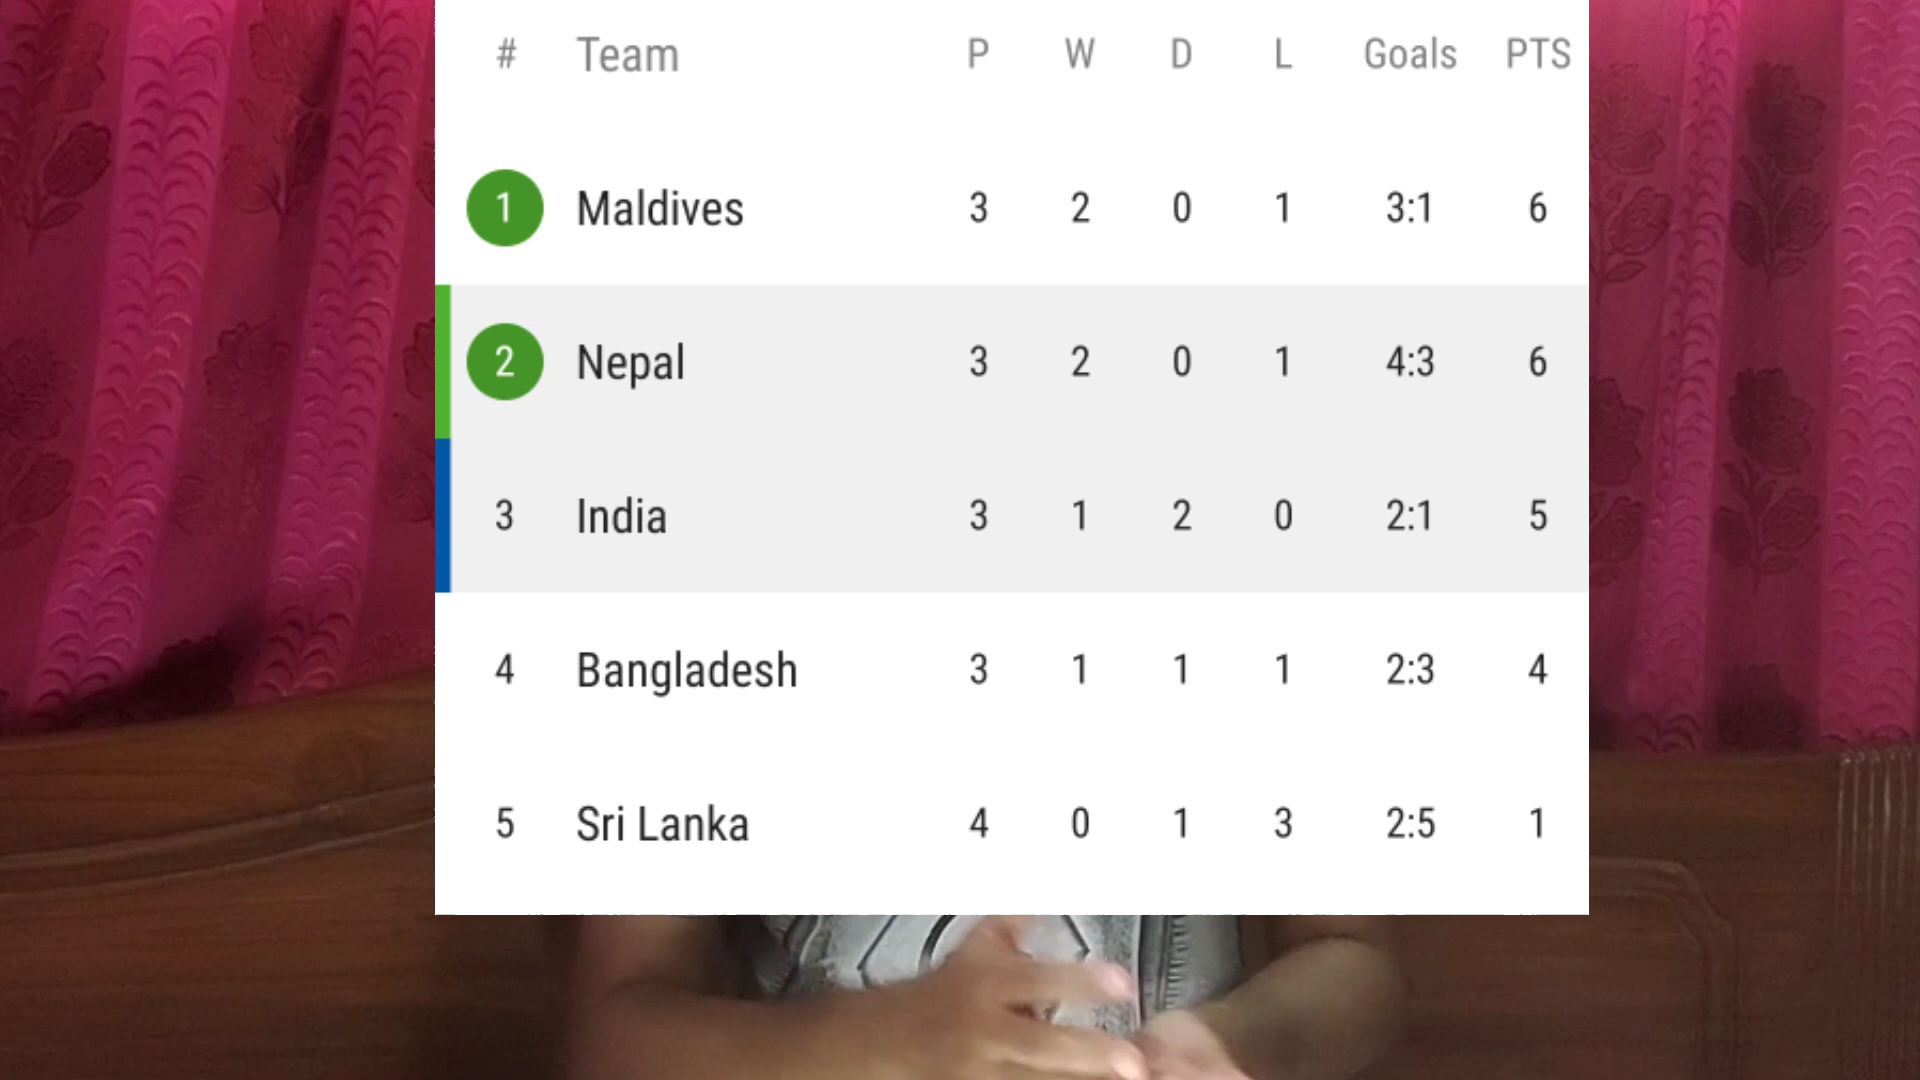 # Team P W D L Goals PTS
1 Maldives 3 2 0 1 3:1 6
2 Nepal 3 2 0 1 4:3 6
3 India 3 1 2 0 2:1 5
4 Bangladesh 3 1 1 1 2:3 4
5 Sri Lanka 4 0 1 3 2:5 1